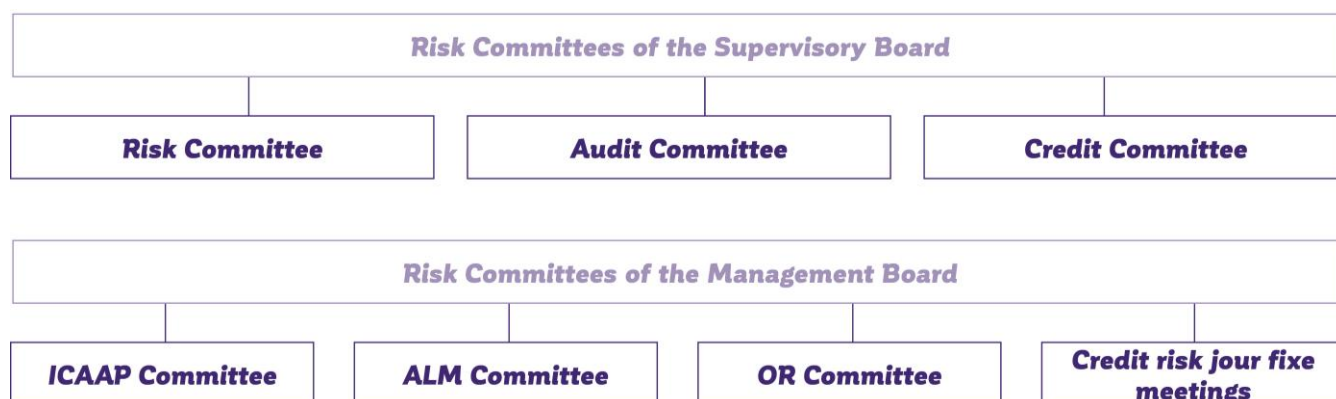 Risk Committees of the Supervisory Board
Risk Committee
Audit Committee
Credit Committee
Risk Committees of the Management Board
ICAAP Committee
ALM Committee
OR Committee
Credit risk jour fixe
meetings